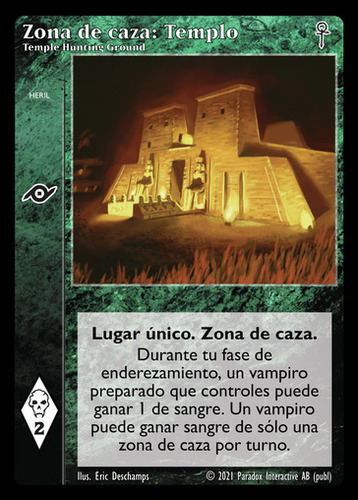 Zona de caza: Templo
Temple Hunting Ground
HERIL
Lugar único. Zona de caza.
Durante tu fase de
enderezamiento, un vampiro
preparado que controles puede
ganar 1 de sangre. Un vampiro
puede ganar sangre de sólo una
zona de caza por turno.
2
Ilus. Eric Deschamps
© 2021 Paradox Interactive AB (publ)